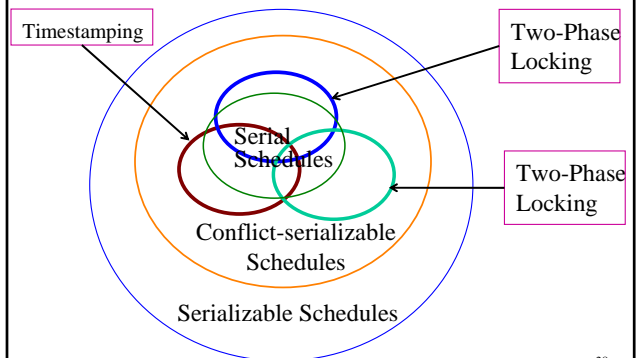 Timestamping
Two-Phase
Locking
Serial
Schedules
Two-Phase
Locking
Conflict-serializable
Schedules
Serializable Schedules